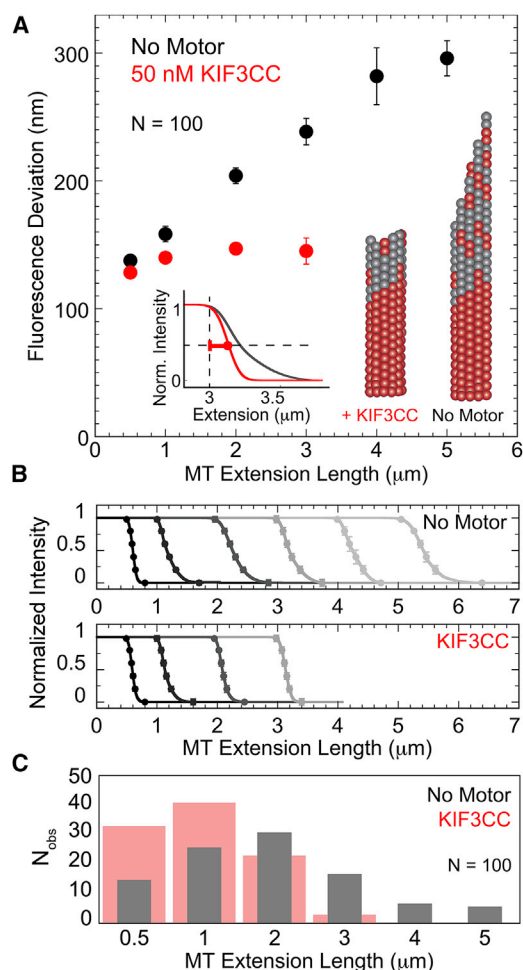 A
No Motor
50 nM KIF3CC
N = 100
Fluorescence Deviation (nm)
300
200
100
0
Norm. Intensity
1
0
3
3.5
Extension (μm)
+ KIF3CC
No Motor
0 1 2 3 4 5 6
MT Extension Length (μm)
B
Normalized Intensity
1
0.5
0
No Motor
0 1 2 3 4 5 6 7
1
0.5
0
KIF3CC
0 1 2 3 4 5 6 7
MT Extension Length (μm)
C
Nobs
50
40
30
20
10
0
No Motor
KIF3CC
N = 100
0.5 1 2 3 4 5
MT Extension Length (μm)